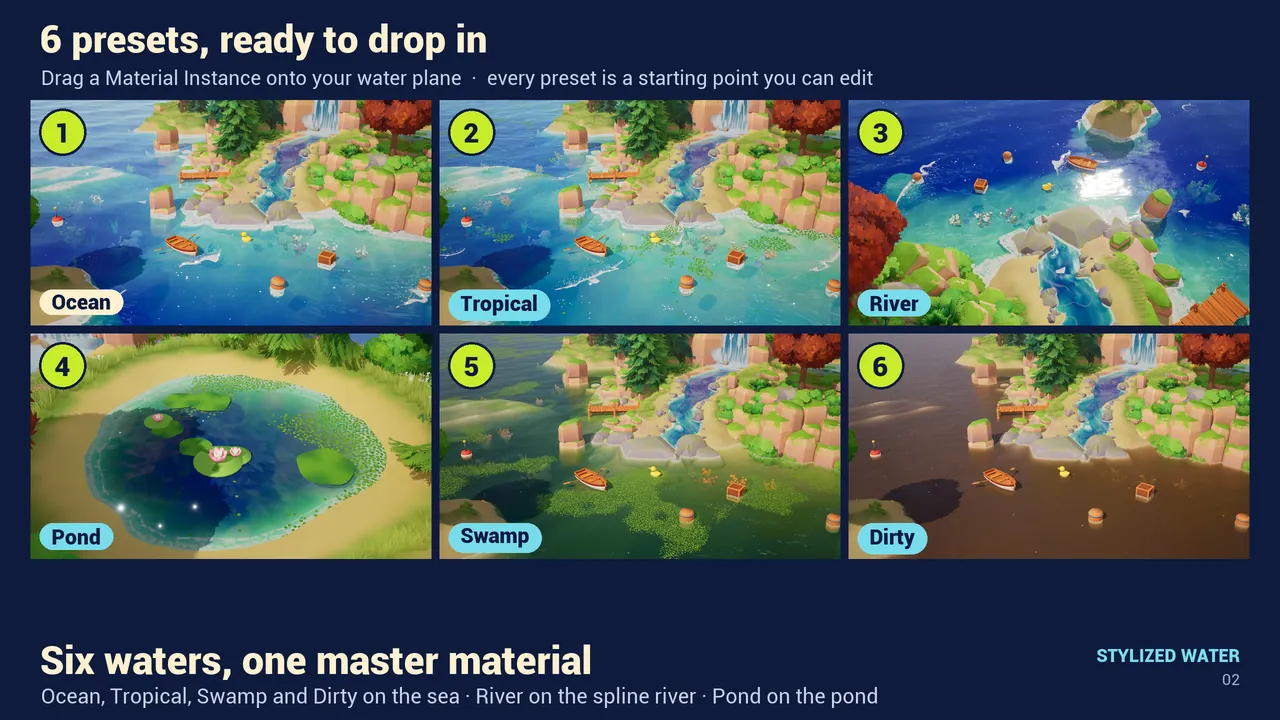 6 presets, ready to drop in
Drag a Material Instance onto your water plane · every preset is a starting point you can edit
1
2
3
Ocean
Tropical
River
4
5
6
Pond
Swamp
Dirty
Six waters, one master material
Ocean, Tropical, Swamp and Dirty on the sea · River on the spline river · Pond on the pond
STYLIZED WATER
02